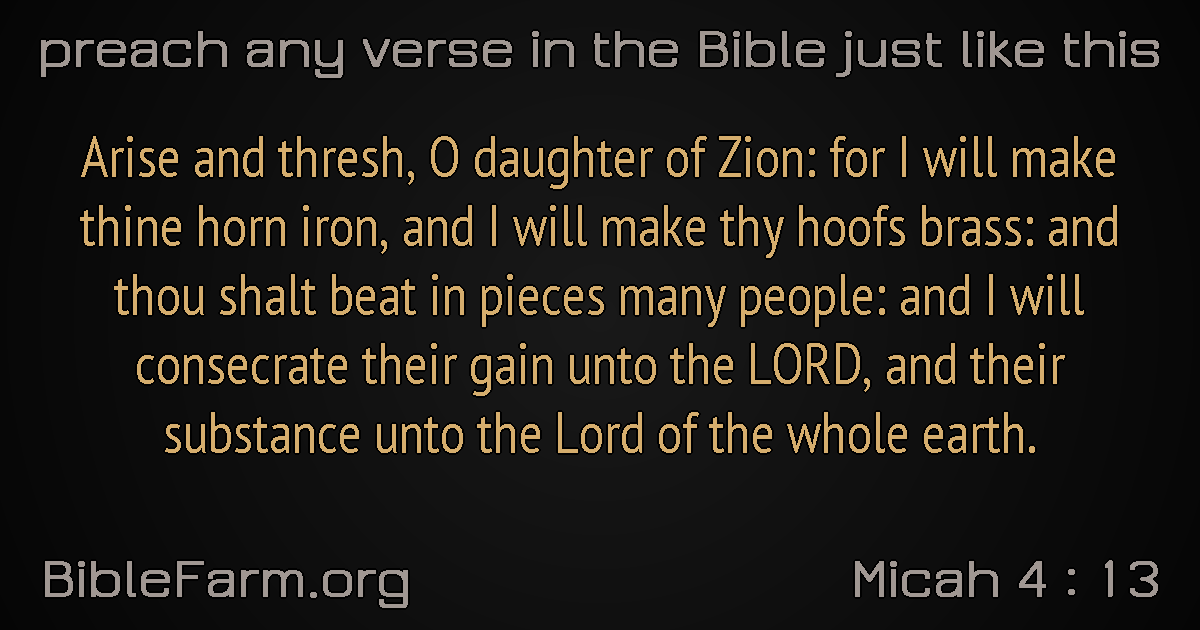 preach any verse in the Bible just like this
Arise and thresh, O daughter of Zion: for I will make
thine horn iron, and I will make thy hoofs brass: and
thou shalt beat in pieces many people: and I will
consecrate their gain unto the LORD, and their
substance unto the Lord of the whole earth.
BibleFarm.org
Micah 4 : 13